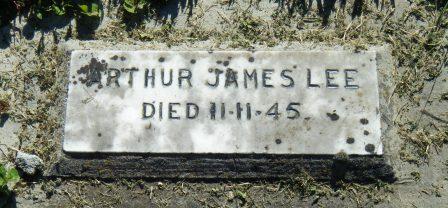 ARTHUR JAMES LEE
DIED 11-11-45